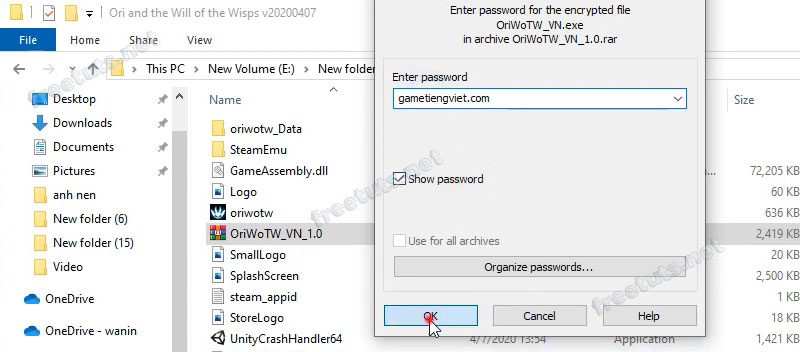 Ori and the Will of the Wisps v20200407
File Home Share View
This PC New Volume (E:) New folder
Desktop
Downloads
Documents
Pictures
anh nen
New folder (6)
New folder (15)
Video
OneDrive
OneDrive - wanin
Name
Size
oriwotw_Data
SteamEmu
GameAssembly.dll
72,205 KB
Logo
60 KB
oriwotw
636 KB
OriWoTW_VN_1.0
2,419 KB
SmallLogo
20 KB
SplashScreen
2,500 KB
steam_appid
1 KB
StoreLogo
18 KB
UnityCrashHandler64
4/7/2020 13:54
Application
1,421 KB
Enter password for the encrypted file
OriWoTW_VN.exe
in archive OriWoTW_VN_1.0.rar
Enter password
gametiengviet.com
Show password
Use for all archives
Organize passwords...
OK Cancel Help
freetuts.net
freetuts.net
freetuts.net